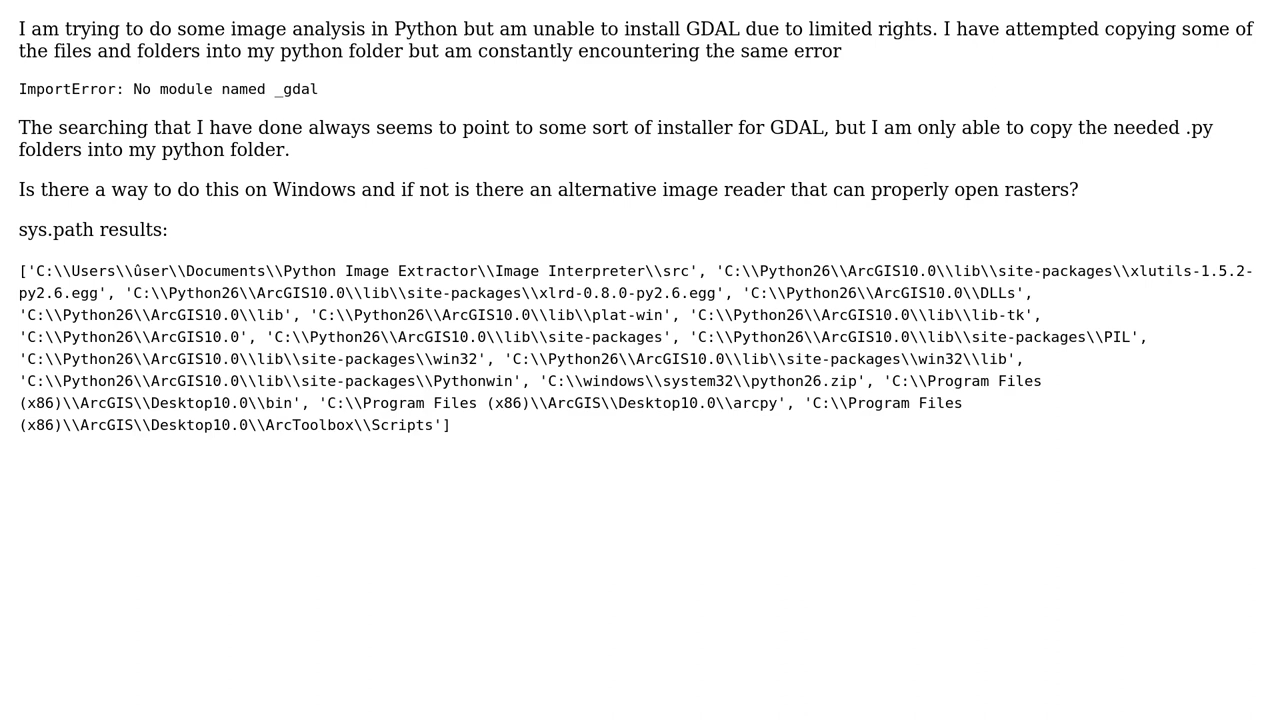 I am trying to do some image analysis in Python but am unable to install GDAL due to limited rights. I have attempted copying some of
the files and folders into my python folder but am constantly encountering the same error
ImportError: No module named _gdal
The searching that I have done always seems to point to some sort of installer for GDAL, but I am only able to copy the needed .py
folders into my python folder.
Is there a way to do this on Windows and if not is there an alternative image reader that can properly open rasters?
sys.path results:
['C:\\Users\\ûser\\Documents\\Python Image Extractor\\Image Interpreter\\src', 'C:\\Python26\\ArcGIS10.0\\lib\\site-packages\\xlutils-1.5.2-
py2.6.egg', 'C:\\Python26\\ArcGIS10.0\\lib\\site-packages\\xlrd-0.8.0-py2.6.egg', 'C:\\Python26\\ArcGIS10.0\\DLLs',
'C:\\Python26\\ArcGIS10.0\\lib', 'C:\\Python26\\ArcGIS10.0\\lib\\plat-win', 'C:\\Python26\\ArcGIS10.0\\lib\\lib-tk',
'C:\\Python26\\ArcGIS10.0', 'C:\\Python26\\ArcGIS10.0\\lib\\site-packages', 'C:\\Python26\\ArcGIS10.0\\lib\\site-packages\\PIL',
'C:\\Python26\\ArcGIS10.0\\lib\\site-packages\\win32', 'C:\\Python26\\ArcGIS10.0\\lib\\site-packages\\win32\\lib',
'C:\\Python26\\ArcGIS10.0\\lib\\site-packages\\Pythonwin', 'C:\\windows\\system32\\python26.zip', 'C:\\Program Files
(x86)\\ArcGIS\\Desktop10.0\\bin', 'C:\\Program Files (x86)\\ArcGIS\\Desktop10.0\\arcpy', 'C:\\Program Files
(x86)\\ArcGIS\\Desktop10.0\\ArcToolbox\\Scripts']